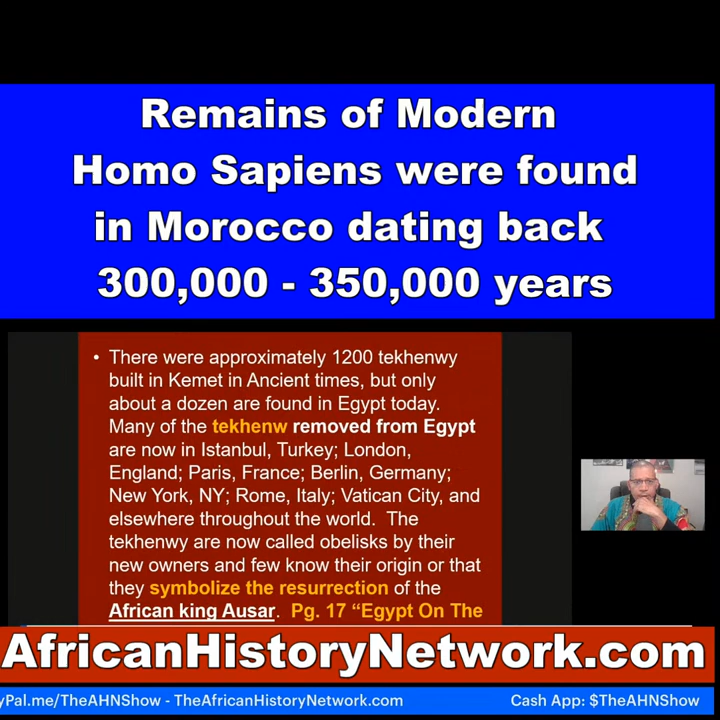 Remains of Modern
Homo Sapiens were found
in Morocco dating back
300,000 - 350,000 years
• There were approximately 1200 tekhenwy
built in Kemet in Ancient times, but only
about a dozen are found in Egypt today.
Many of the tekhenw removed from Egypt
are now in Istanbul, Turkey; London,
England; Paris, France; Berlin, Germany;
New York, NY; Rome, Italy; Vatican City, and
elsewhere throughout the world. The
tekhenwy are now called obelisks by their
new owners and few know their origin or that
they symbolize the resurrection of the
African king Ausar. Pg. 17 “Egypt On The
AfricanHistoryNetwork.com
yPal.me/TheAHNShow - TheAfricanHistoryNetwork.com
Cash App: $TheAHNShow